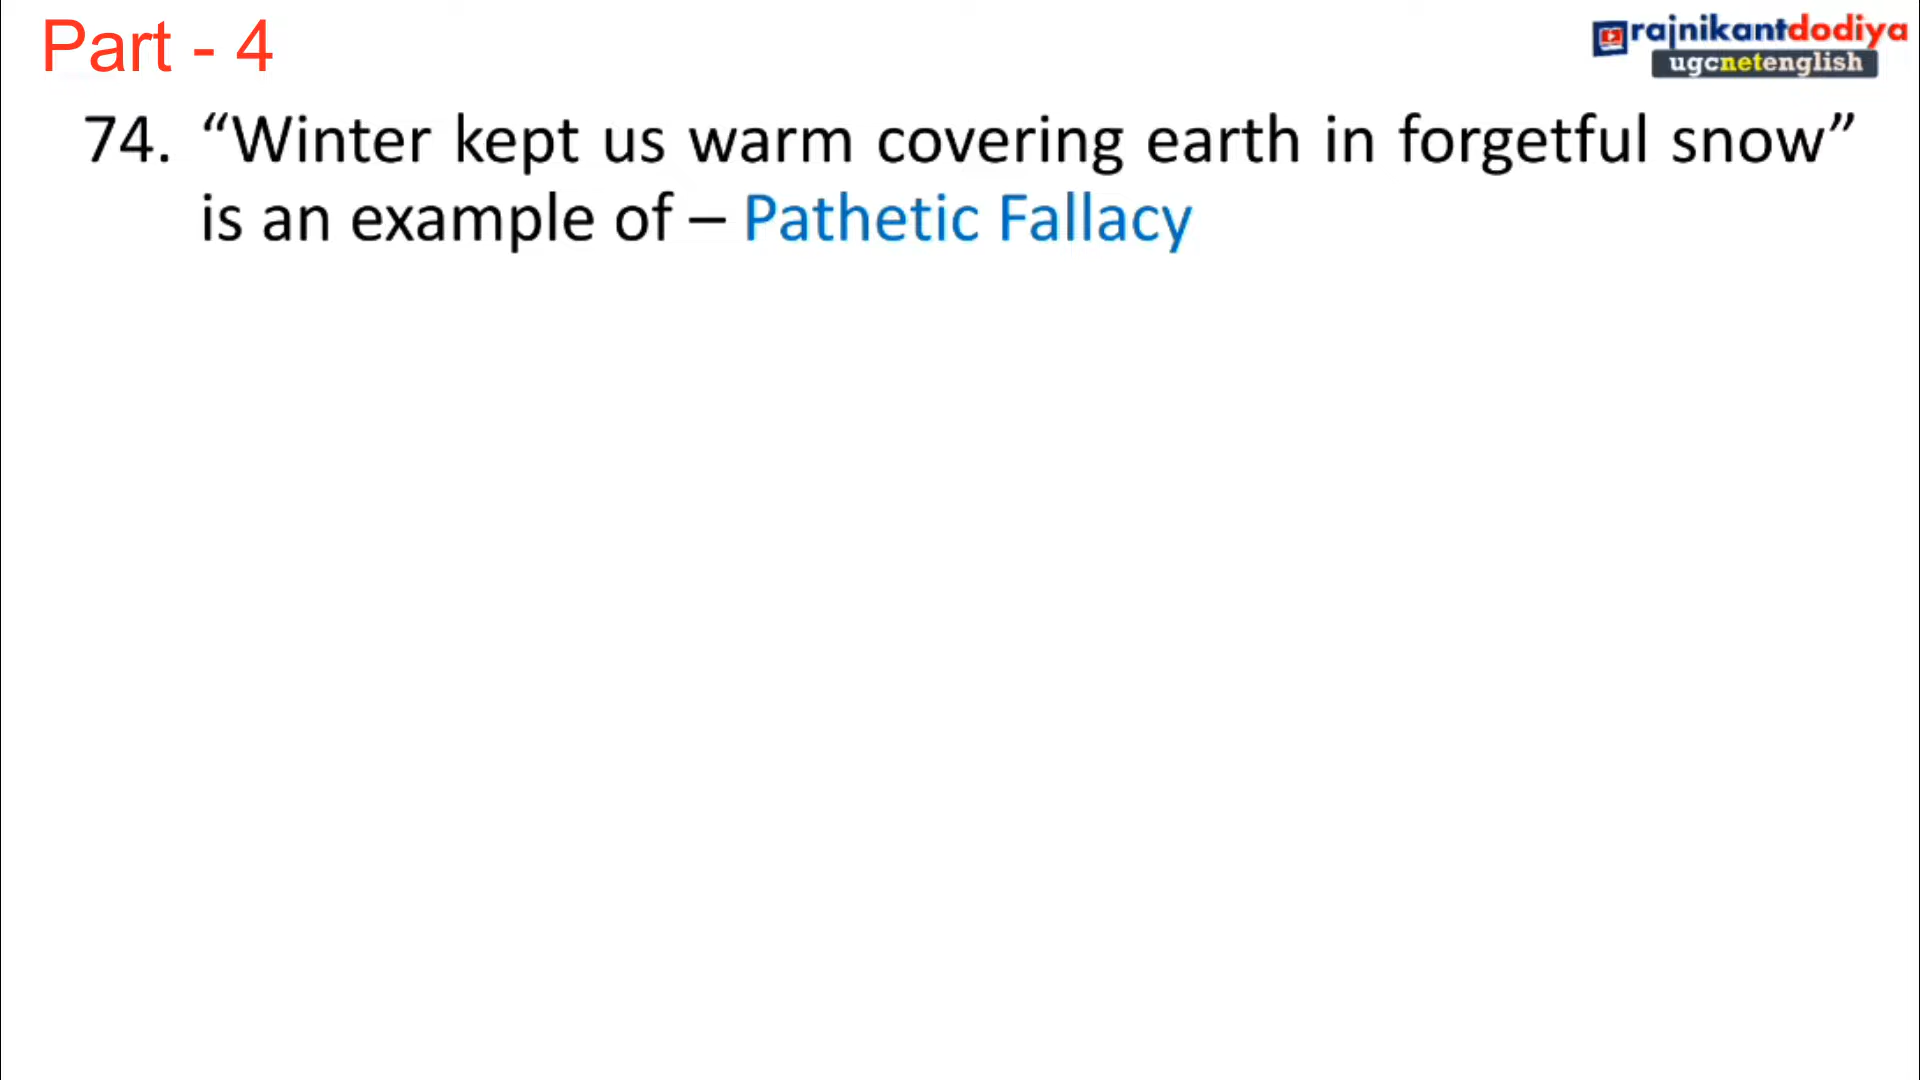 Part - 4
rajnikantdodiya
ugcnetenglish
74. “Winter kept us warm covering earth in forgetful snow”
is an example of – Pathetic Fallacy